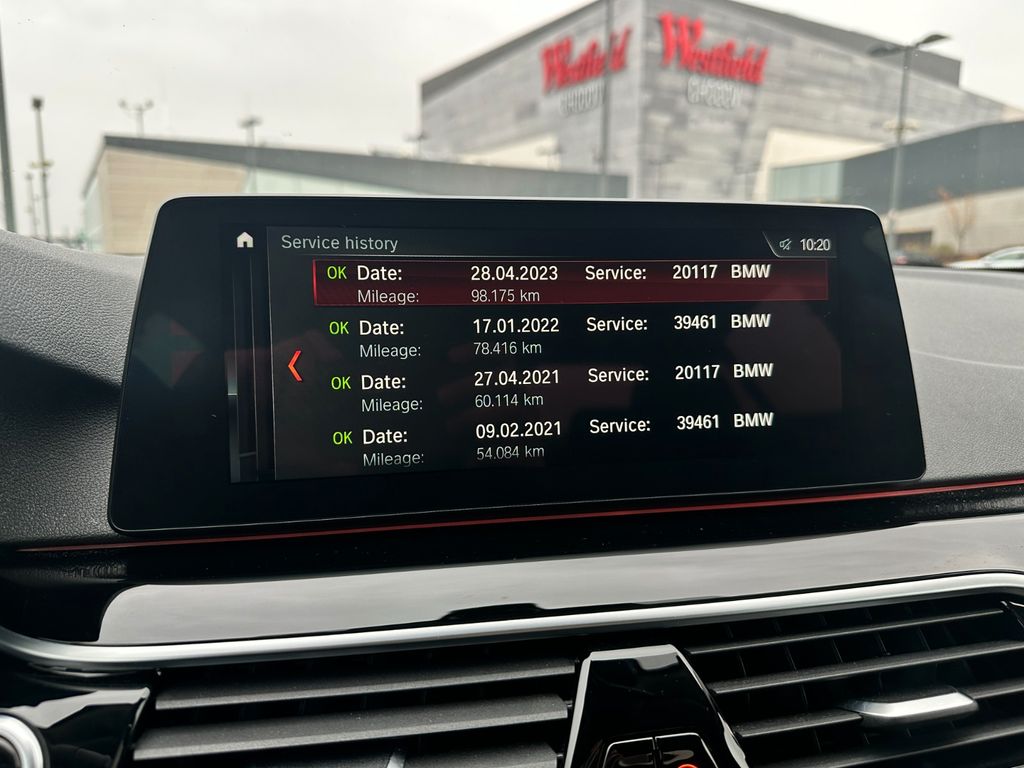 Westfield
Westfield
CHODOV
Service history
10:20
OK Date: 28.04.2023 Service: 20117 BMW
Mileage: 98.175 km
OK Date: 17.01.2022 Service: 39461 BMW
Mileage: 78.416 km
OK Date: 27.04.2021 Service: 20117 BMW
Mileage: 60.114 km
OK Date: 09.02.2021 Service: 39461 BMW
Mileage: 54.084 km